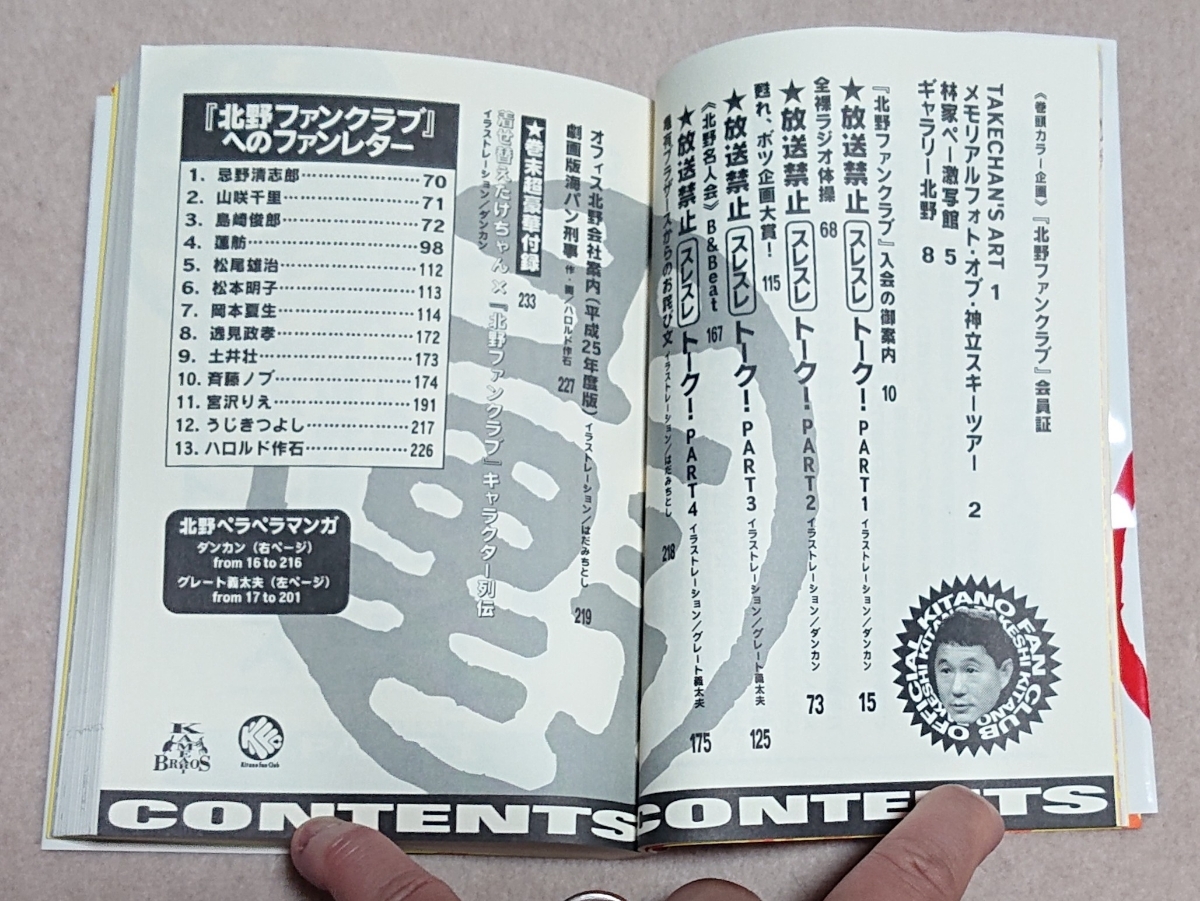 《巻頭カラー企画》『北野ファンクラブ』会員証
TAKECHAN'S ART 1
メモリアルフォト・オブ・神立スキーツアー 2
林家ペー激写館 5
ギャラリー北野 8
『北野ファンクラブ』入会の御案内 10
★放送禁止スレスレトーク!PART1 イラストレーション/ダンカン 15
全裸ラジオ体操 68
★放送禁止スレスレトーク!PART2 イラストレーション/ダンカン 73
甦れ、ボツ企画大賞! 115
★放送禁止スレスレトーク!PART3 イラストレーション/グレート義太夫 125
《北野名人会》B&Beat 167
★放送禁止スレスレトーク!PART4 イラストレーション/グレート義太夫 175
亀有ブラザースからのお詫び文 イラストレーション/はだみちとし 218
OFFICIAL KITANO FAN CLUB
TAKESHI KITANO
CONTENTS
オフィス北野会社案内(平成25年度版) イラストレーション/はだみちとし 219
劇画版海パン刑事 作・画/ハロルド作石 227
★巻末超豪華付録 233
着せ替えたけちゃん×『北野ファンクラブ』キャラクター列伝
イラストレーション/ダンカン
『北野ファンクラブ』
へのファンレター
1. 忌野清志郎…………………70
2. 山咲千里…………………71
3. 島崎俊郎…………………72
4. 蓮舫…………………98
5. 松尾雄治…………………112
6. 松本明子…………………113
7. 岡本夏生…………………114
8. 逸見政孝…………………172
9. 土井壮…………………173
10. 斉藤ノブ…………………174
11. 宮沢りえ…………………191
12. うじきつよし…………………217
13. ハロルド作石…………………226
北野ペラペラマンガ
ダンカン(右ページ)
from 16 to 216
グレート義太夫(左ページ)
from 17 to 201
KAMEARI
BROS
KFC
Kitano Fan Club
CONTENTS